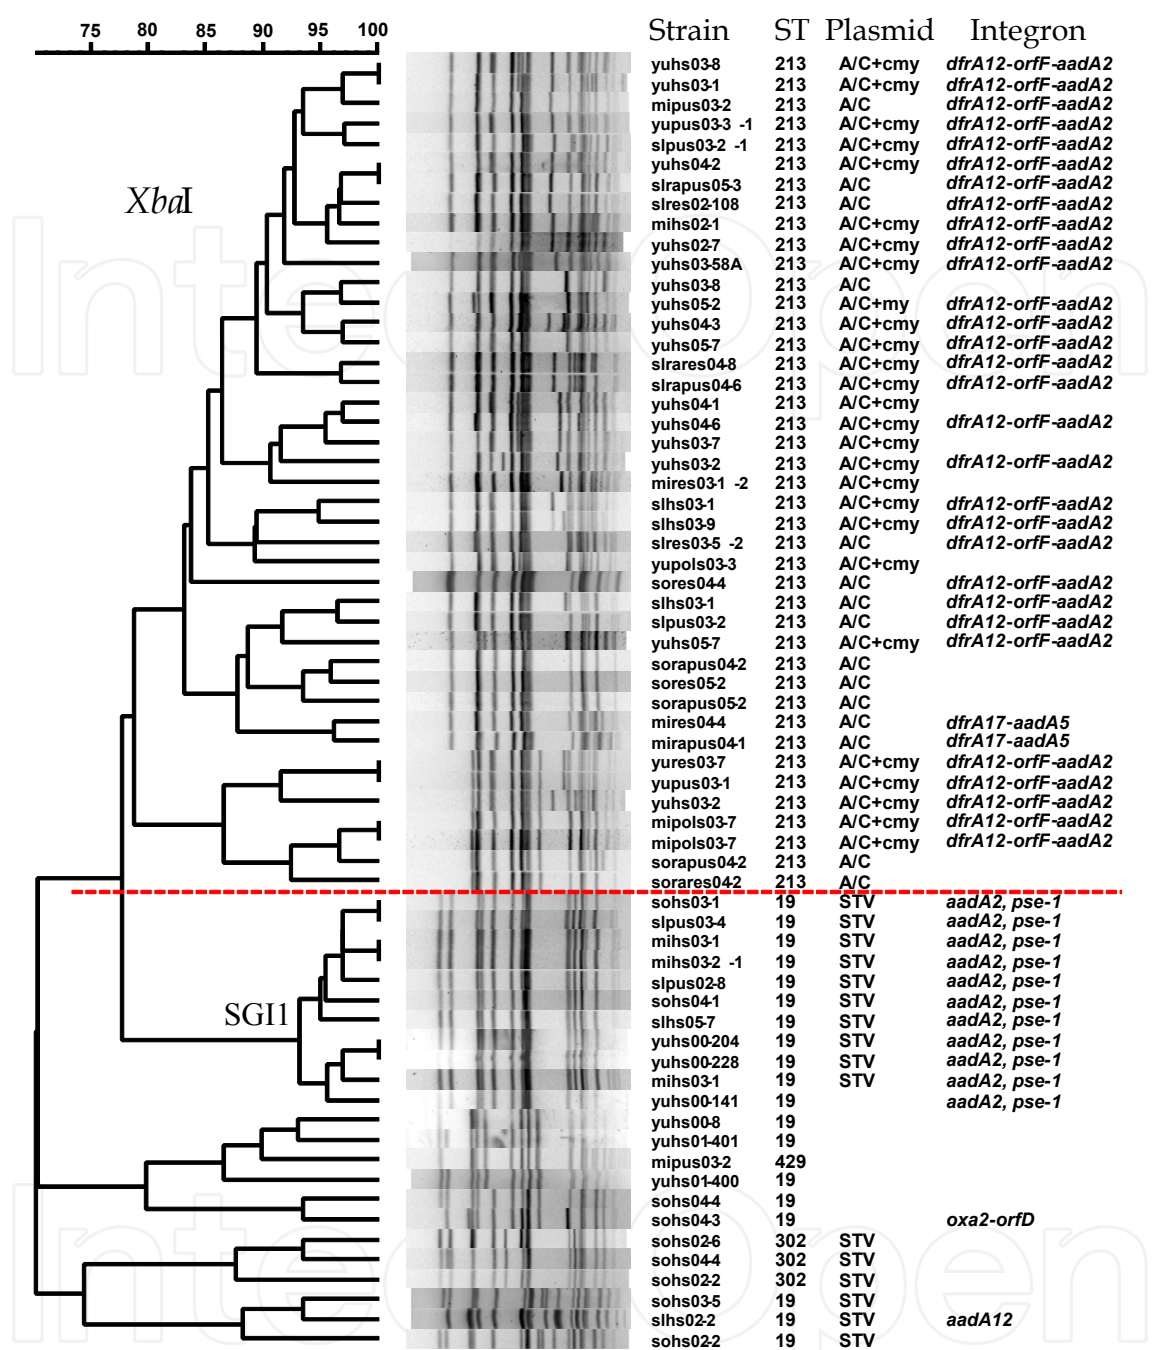 75 80 85 90 95 100
Strain ST Plasmid Integron
yuhs03-8 213 A/C+cmy dfrA12-orfF-aadA2
yuhs03-1 213 A/C+cmy dfrA12-orfF-aadA2
mipus03-2 213 A/C dfrA12-orfF-aadA2
yupus03-3 -1 213 A/C+cmy dfrA12-orfF-aadA2
slpus03-2 -1 213 A/C+cmy dfrA12-orfF-aadA2
yuhs04-2 213 A/C+cmy dfrA12-orfF-aadA2
slrapus05-3 213 A/C dfrA12-orfF-aadA2
XbaI
slres02-108 213 A/C dfrA12-orfF-aadA2
mihs02-1 213 A/C+cmy dfrA12-orfF-aadA2
yuhs02-7 213 A/C+cmy dfrA12-orfF-aadA2
yuhs03-58A 213 A/C+cmy dfrA12-orfF-aadA2
yuhs03-8 213 A/C
yuhs05-2 213 A/C+my dfrA12-orfF-aadA2
yuhs04-3 213 A/C+cmy dfrA12-orfF-aadA2
yuhs05-7 213 A/C+cmy dfrA12-orfF-aadA2
slrares04-8 213 A/C+cmy dfrA12-orfF-aadA2
slrapus04-6 213 A/C+cmy dfrA12-orfF-aadA2
yuhs04-1 213 A/C+cmy
yuhs04-6 213 A/C+cmy dfrA12-orfF-aadA2
yuhs03-7 213 A/C+cmy
yuhs03-2 213 A/C+cmy dfrA12-orfF-aadA2
mires03-1 -2 213 A/C+cmy
slhs03-1 213 A/C+cmy dfrA12-orfF-aadA2
slhs03-9 213 A/C+cmy dfrA12-orfF-aadA2
slres03-5 -2 213 A/C dfrA12-orfF-aadA2
yupols03-3 213 A/C+cmy
sores04-4 213 A/C dfrA12-orfF-aadA2
slhs03-1 213 A/C dfrA12-orfF-aadA2
slpus03-2 213 A/C dfrA12-orfF-aadA2
yuhs05-7 213 A/C+cmy dfrA12-orfF-aadA2
sorapus04-2 213 A/C
sores05-2 213 A/C
sorapus05-2 213 A/C
mires04-4 213 A/C dfrA17-aadA5
mirapus04-1 213 A/C dfrA17-aadA5
yures03-7 213 A/C+cmy dfrA12-orfF-aadA2
yupus03-1 213 A/C+cmy dfrA12-orfF-aadA2
yuhs03-2 213 A/C+cmy dfrA12-orfF-aadA2
mipols03-7 213 A/C+cmy dfrA12-orfF-aadA2
mipols03-7 213 A/C+cmy dfrA12-orfF-aadA2
sorapus04-2 213 A/C
sorares04-2 213 A/C
sohs03-1 19 STV aadA2, pse-1
slpus03-4 19 STV aadA2, pse-1
mihs03-1 19 STV aadA2, pse-1
mihs03-2 -1 19 STV aadA2, pse-1
slpus02-8 19 STV aadA2, pse-1
sohs04-1 19 STV aadA2, pse-1
SGI1
slhs05-7 19 STV aadA2, pse-1
yuhs00-204 19 STV aadA2, pse-1
yuhs00-228 19 STV aadA2, pse-1
mihs03-1 19 STV aadA2, pse-1
yuhs00-141 19 aadA2, pse-1
yuhs00-8 19
yuhs01-401 19
mipus03-2 429
yuhs01-400 19
sohs04-4 19
sohs04-3 19 oxa2-orfD
sohs02-6 302 STV
sohs04-4 302 STV
sohs02-2 302 STV
sohs03-5 19 STV
slhs02-2 19 STV aadA12
sohs02-2 19 STV
Intech Open
Intech Open